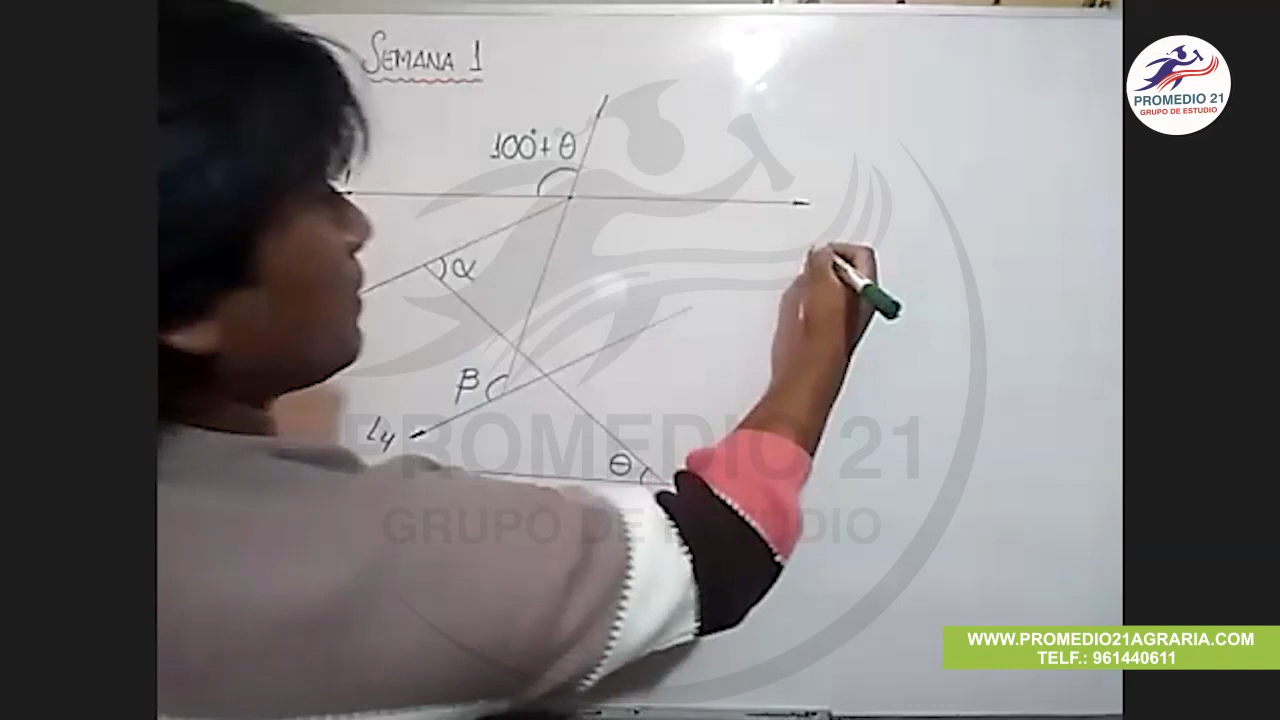 SEMANA 1
100° + θ
α
β
L4
θ
PROMEDIO 21
GRUPO DE ESTUDIO
PROMEDIO 21
GRUPO DE ESTUDIO
WWW.PROMEDIO21AGRARIA.COM
TELF.: 961440611